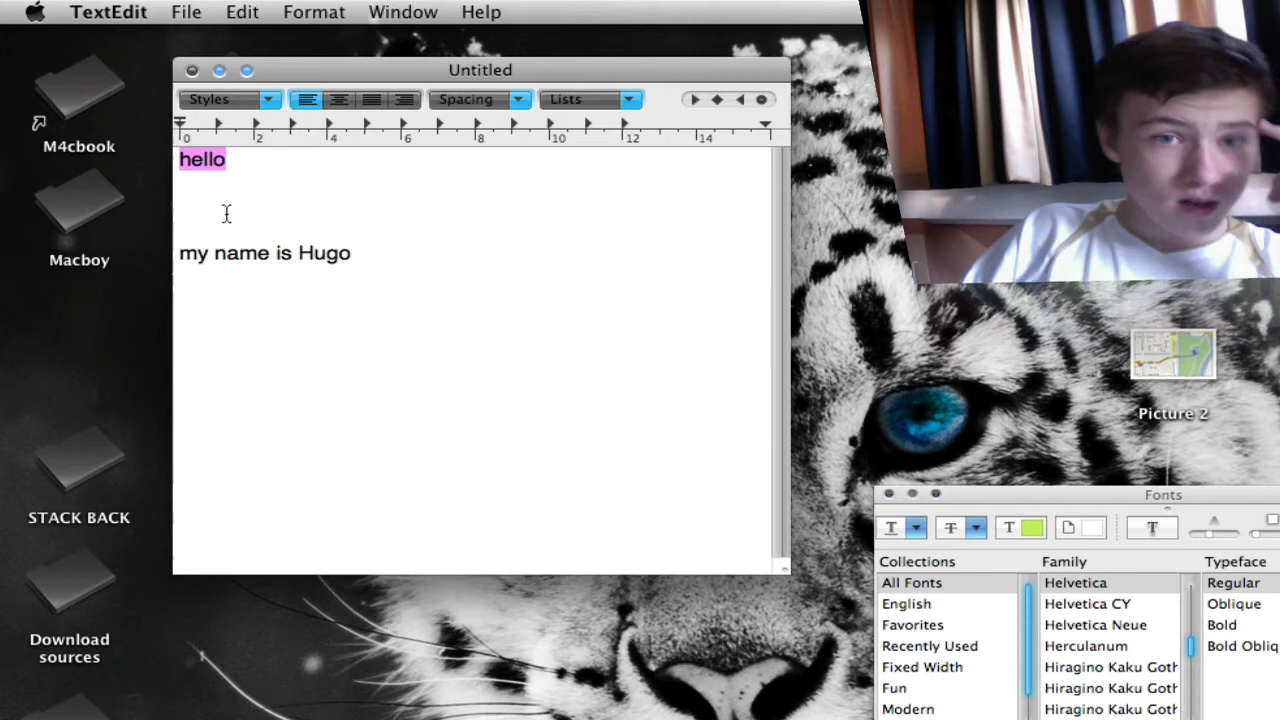 TextEdit File Edit Format Window Help
Untitled
Styles Spacing Lists
0 2 4 6 8 10 12 14
hello
my name is Hugo
M4cbook
Macboy
STACK BACK
Download
sources
Picture 2
Fonts
T T T T
Collections Family Typeface
All Fonts Helvetica Regular
English Helvetica CY Oblique
Favorites Helvetica Neue Bold
Recently Used Herculanum Bold Obliq
Fixed Width Hiragino Kaku Goth
Fun Hiragino Kaku Goth
Modern Hiragino Kaku Goth